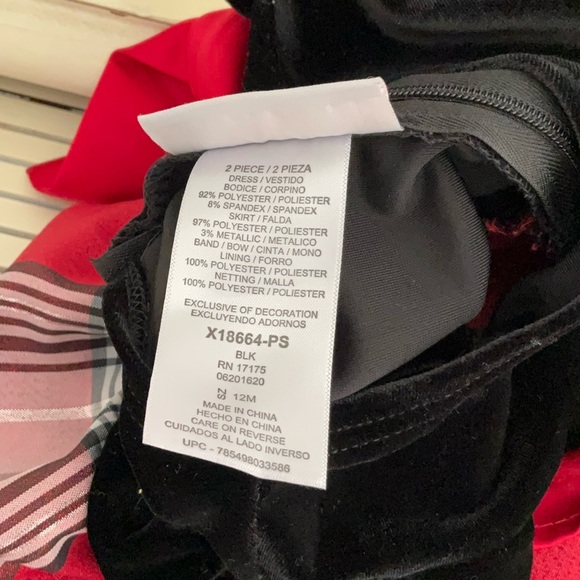 2 PIECE / 2 PIEZA
DRESS / VESTIDO
BODICE / CORPINO
92% POLYESTER / POLIESTER
8% SPANDEX / SPANDEX
SKIRT / FALDA
97% POLYESTER / POLIESTER
3% METALLIC / METALICO
BAND / BOW / CINTA / MONO
LINING / FORRO
100% POLYESTER / POLIESTER
NETTING / MALLA
100% POLYESTER / POLIESTER
EXCLUSIVE OF DECORATION
EXCLUYENDO ADORNOS
X18664-PS
BLK
RN 17175
06201620
SZ 12M
MADE IN CHINA
HECHO EN CHINA
CARE ON REVERSE
CUIDADOS AL LADO INVERSO
UPC - 785498033586